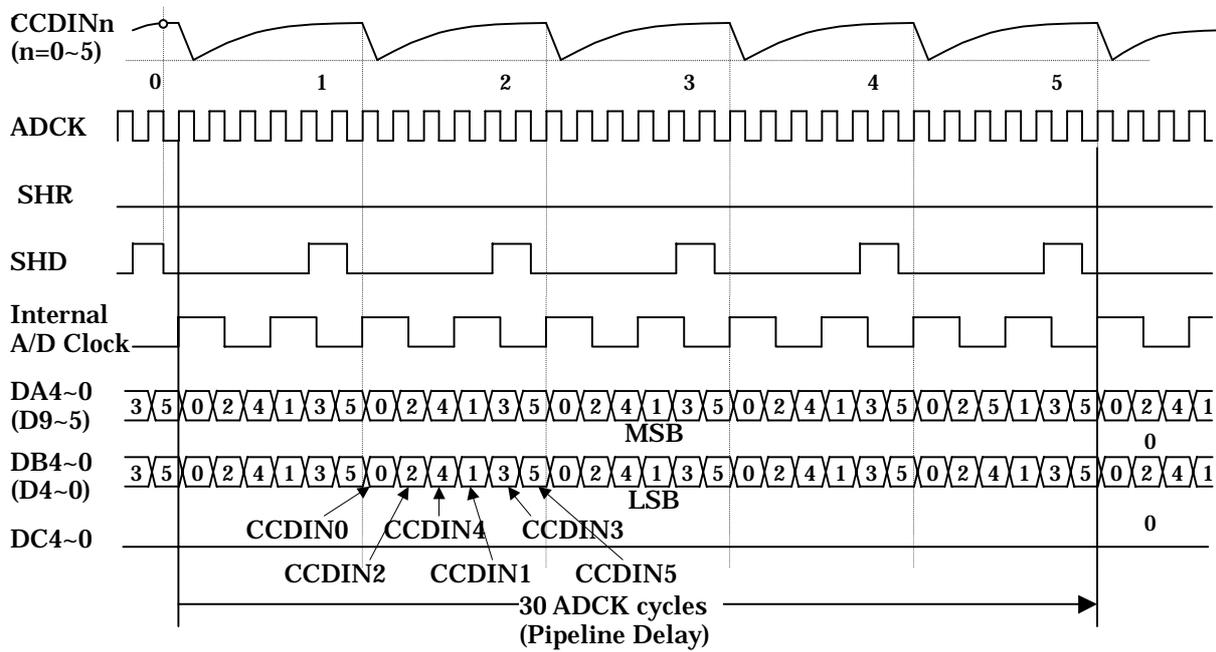 CCDINn
(n=0~5)
0 1 2 3 4 5
ADCK
SHR
SHD
Internal
A/D Clock
DA4~0
(D9~5)
3 5 0 2 4 1 3 5 0 2 4 1 3 5 0 2 4 1 3 5 0 2 4 1 3 5 0 2 5 1 3 5 0 2 4 1
MSB
0
DB4~0
(D4~0)
3 5 0 2 4 1 3 5 0 2 4 1 3 5 0 2 4 1 3 5 0 2 4 1 3 5 0 2 4 1 3 5 0 2 4 1
LSB
CCDIN0 CCDIN4 CCDIN3
0
DC4~0
CCDIN2 CCDIN1 CCDIN5
30 ADCK cycles
(Pipeline Delay)